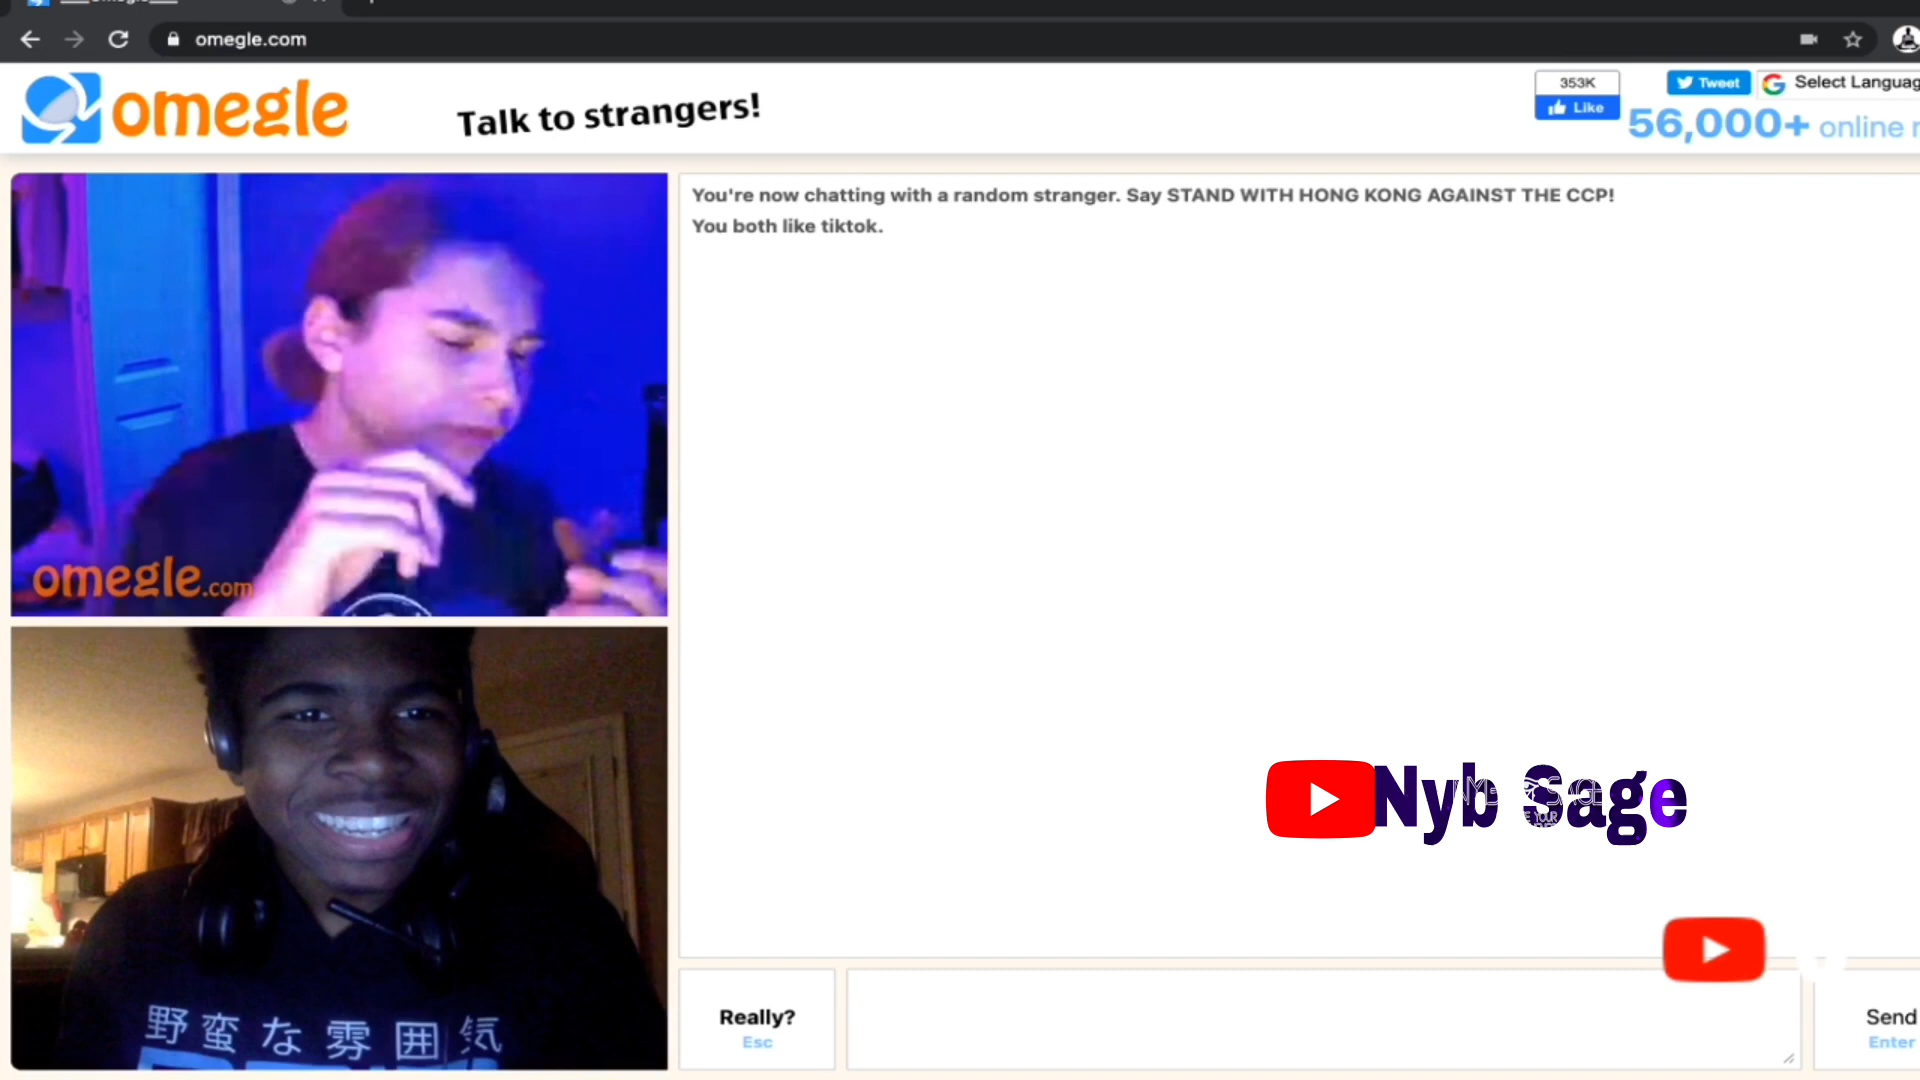 omegle.com
omegle
Talk to strangers!
353K
Like
Tweet
Select Languag
56,000+ online
You're now chatting with a random stranger. Say STAND WITH HONG KONG AGAINST THE CCP!
You both like tiktok.
omegle.com
Nyb Sage
野蛮な雰囲気
Really?
Esc
Send
Enter